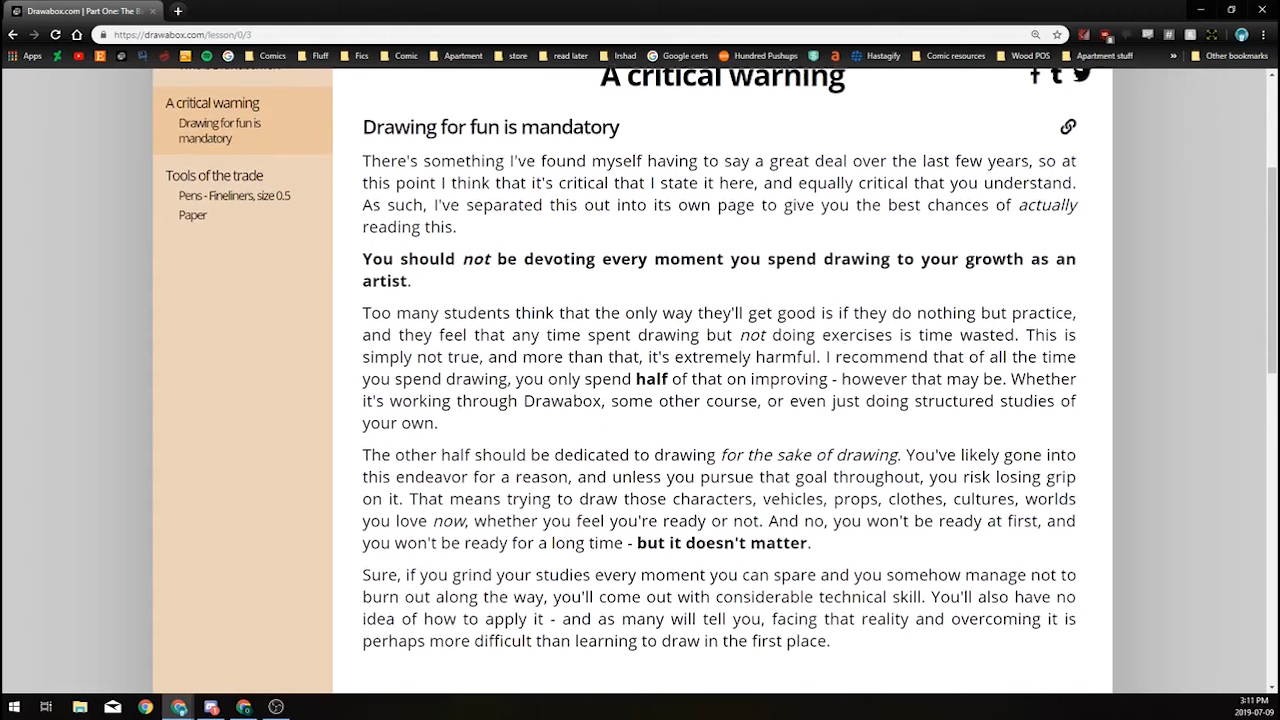 Drawabox.com | Part One: The B
https://drawabox.com/lesson/0/3
Apps
Comics
Fluff
Fics
Comic
Apartment
store
read later
Irshad
Google certs
Hundred Pushups
Hastagify
Comic resources
Wood POS
Apartment stuff
»
Other bookmarks
A critical warning
Drawing for fun is
mandatory
Tools of the trade
Pens - Fineliners, size 0.5
Paper
A critical warning
Drawing for fun is mandatory
There's something I've found myself having to say a great deal over the last few years, so at
this point I think that it's critical that I state it here, and equally critical that you understand.
As such, I've separated this out into its own page to give you the best chances of actually
reading this.
You should not be devoting every moment you spend drawing to your growth as an
artist.
Too many students think that the only way they'll get good is if they do nothing but practice,
and they feel that any time spent drawing but not doing exercises is time wasted. This is
simply not true, and more than that, it's extremely harmful. I recommend that of all the time
you spend drawing, you only spend half of that on improving - however that may be. Whether
it's working through Drawabox, some other course, or even just doing structured studies of
your own.
The other half should be dedicated to drawing for the sake of drawing. You've likely gone into
this endeavor for a reason, and unless you pursue that goal throughout, you risk losing grip
on it. That means trying to draw those characters, vehicles, props, clothes, cultures, worlds
you love now, whether you feel you're ready or not. And no, you won't be ready at first, and
you won't be ready for a long time - but it doesn't matter.
Sure, if you grind your studies every moment you can spare and you somehow manage not to
burn out along the way, you'll come out with considerable technical skill. You'll also have no
idea of how to apply it - and as many will tell you, facing that reality and overcoming it is
perhaps more difficult than learning to draw in the first place.
3:11 PM
2019-07-09